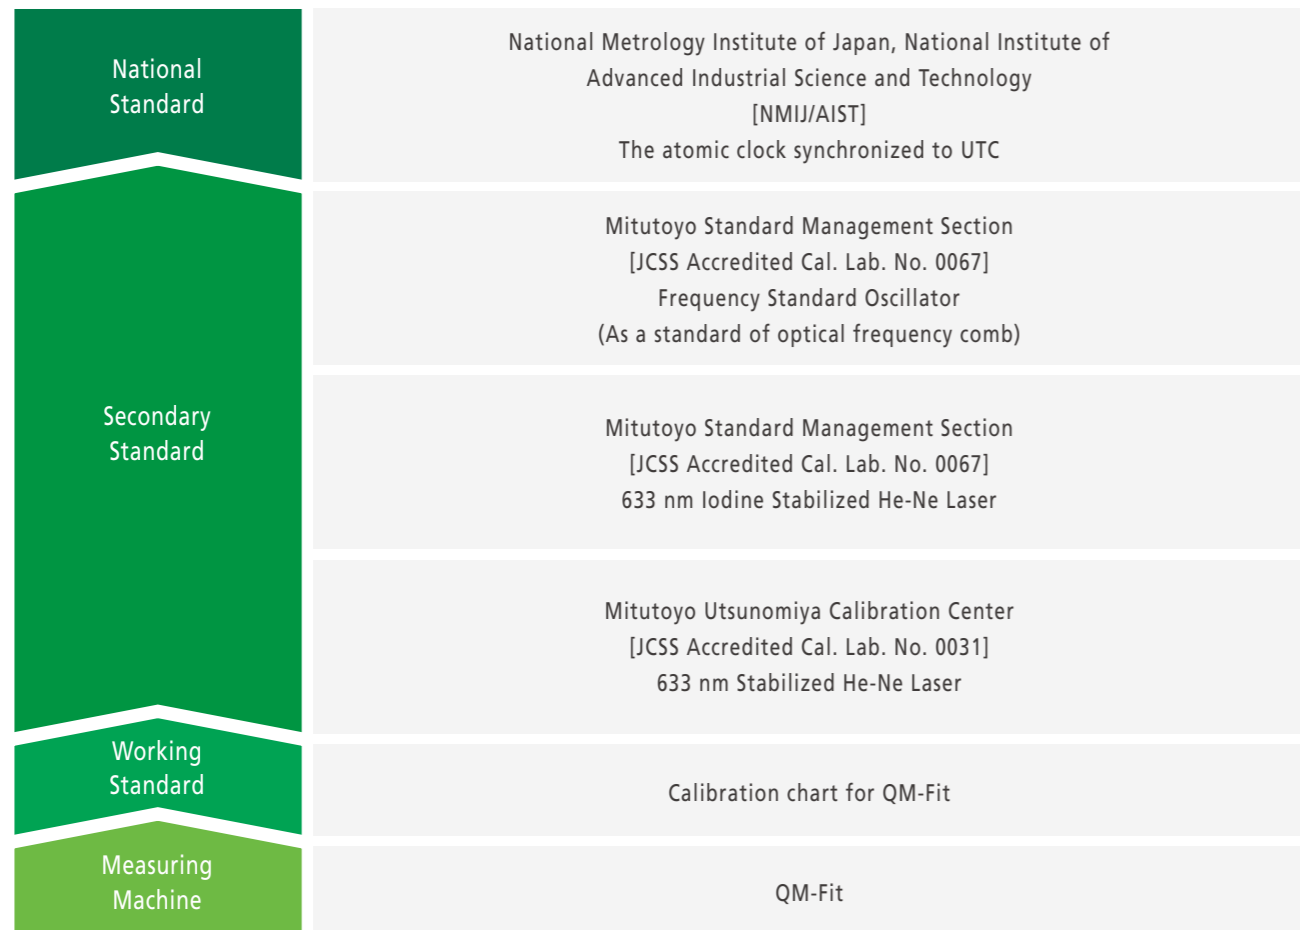 National
Standard
National Metrology Institute of Japan, National Institute of
Advanced Industrial Science and Technology
[NMIJ/AIST]
The atomic clock synchronized to UTC
Secondary
Standard
Mitutoyo Standard Management Section
[JCSS Accredited Cal. Lab. No. 0067]
Frequency Standard Oscillator
(As a standard of optical frequency comb)
Mitutoyo Standard Management Section
[JCSS Accredited Cal. Lab. No. 0067]
633 nm Iodine Stabilized He-Ne Laser
Mitutoyo Utsunomiya Calibration Center
[JCSS Accredited Cal. Lab. No. 0031]
633 nm Stabilized He-Ne Laser
Working
Standard
Calibration chart for QM-Fit
Measuring
Machine
QM-Fit